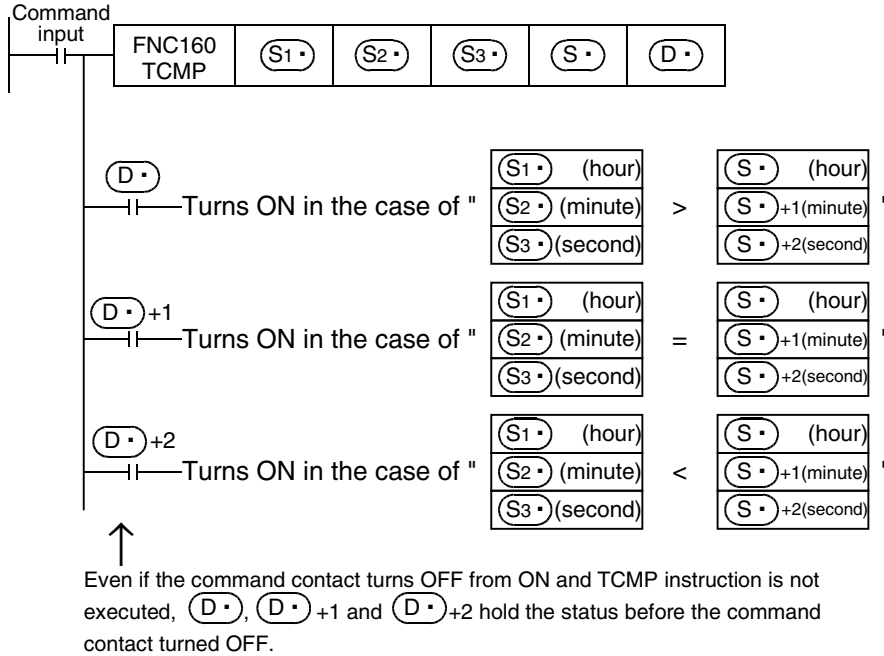 Command
input
FNC160
TCMP
S1・ S2・ S3・ S・ D・
D・
Turns ON in the case of "
S1・ (hour)
S2・ (minute)
S3・ (second)
>
S・ (hour)
S・+1(minute)
S・+2(second)
"
D・+1
Turns ON in the case of "
S1・ (hour)
S2・ (minute)
S3・ (second)
=
S・ (hour)
S・+1(minute)
S・+2(second)
"
D・+2
Turns ON in the case of "
S1・ (hour)
S2・ (minute)
S3・ (second)
<
S・ (hour)
S・+1(minute)
S・+2(second)
"
Even if the command contact turns OFF from ON and TCMP instruction is not
executed, D・, D・ +1 and D・+2 hold the status before the command
contact turned OFF.